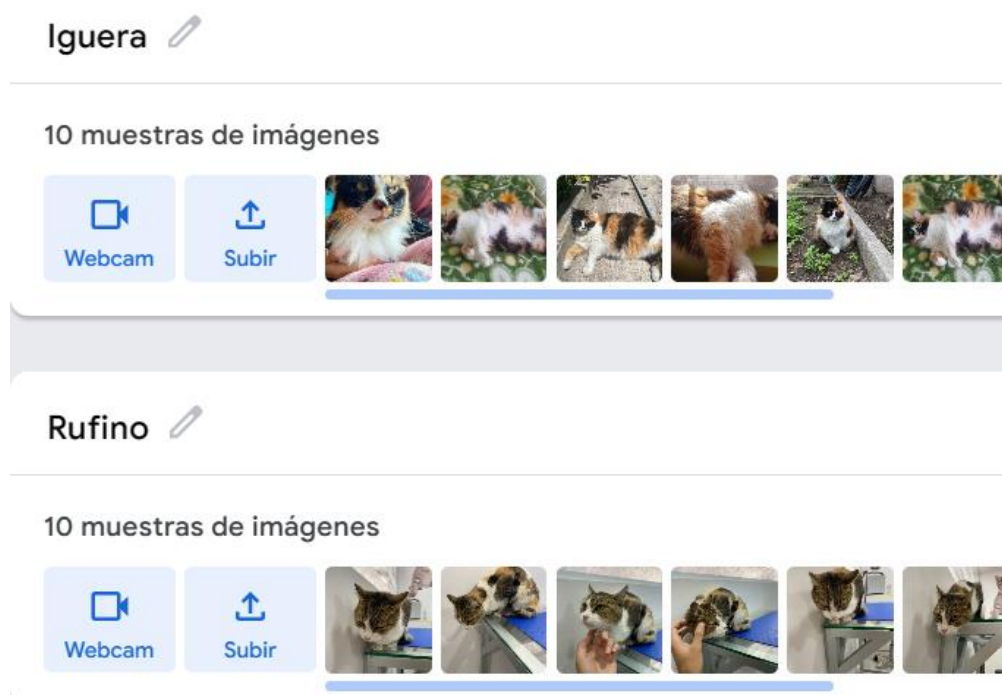 Iguera
10 muestras de imágenes
Webcam
Subir
Rufino
10 muestras de imágenes
Webcam
Subir